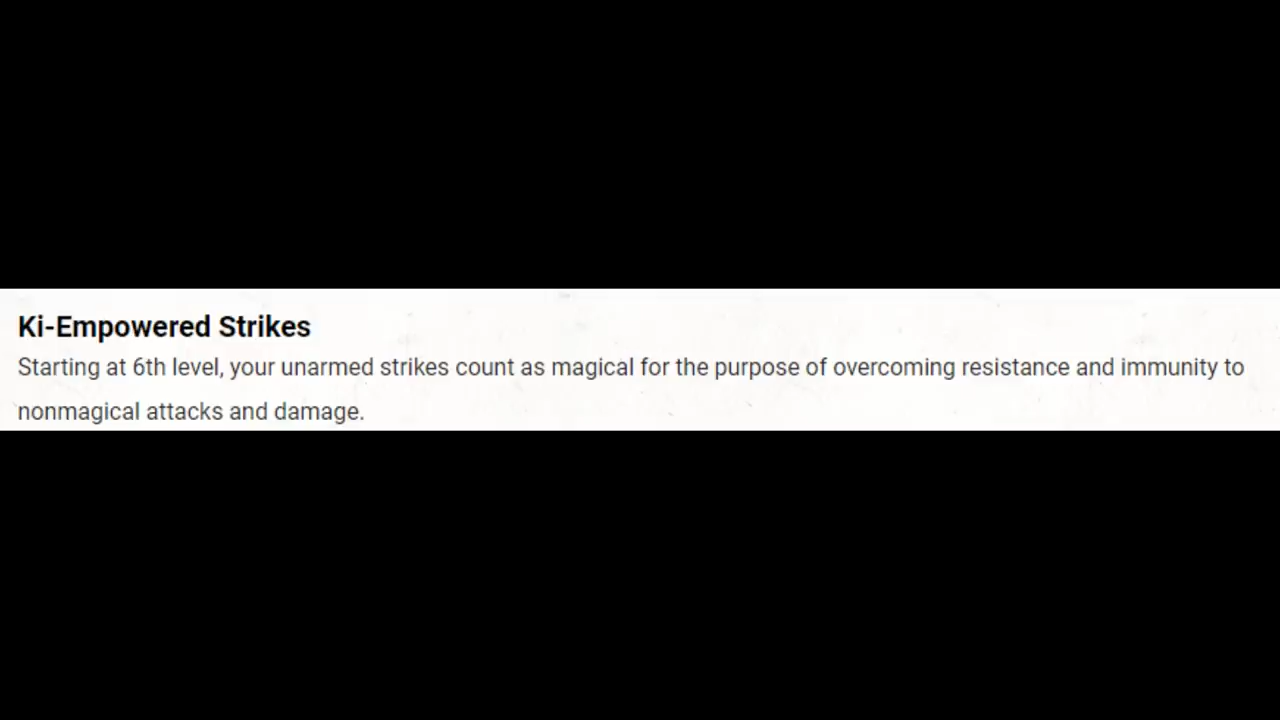 Ki-Empowered Strikes
Starting at 6th level, your unarmed strikes count as magical for the purpose of overcoming resistance and immunity to
nonmagical attacks and damage.